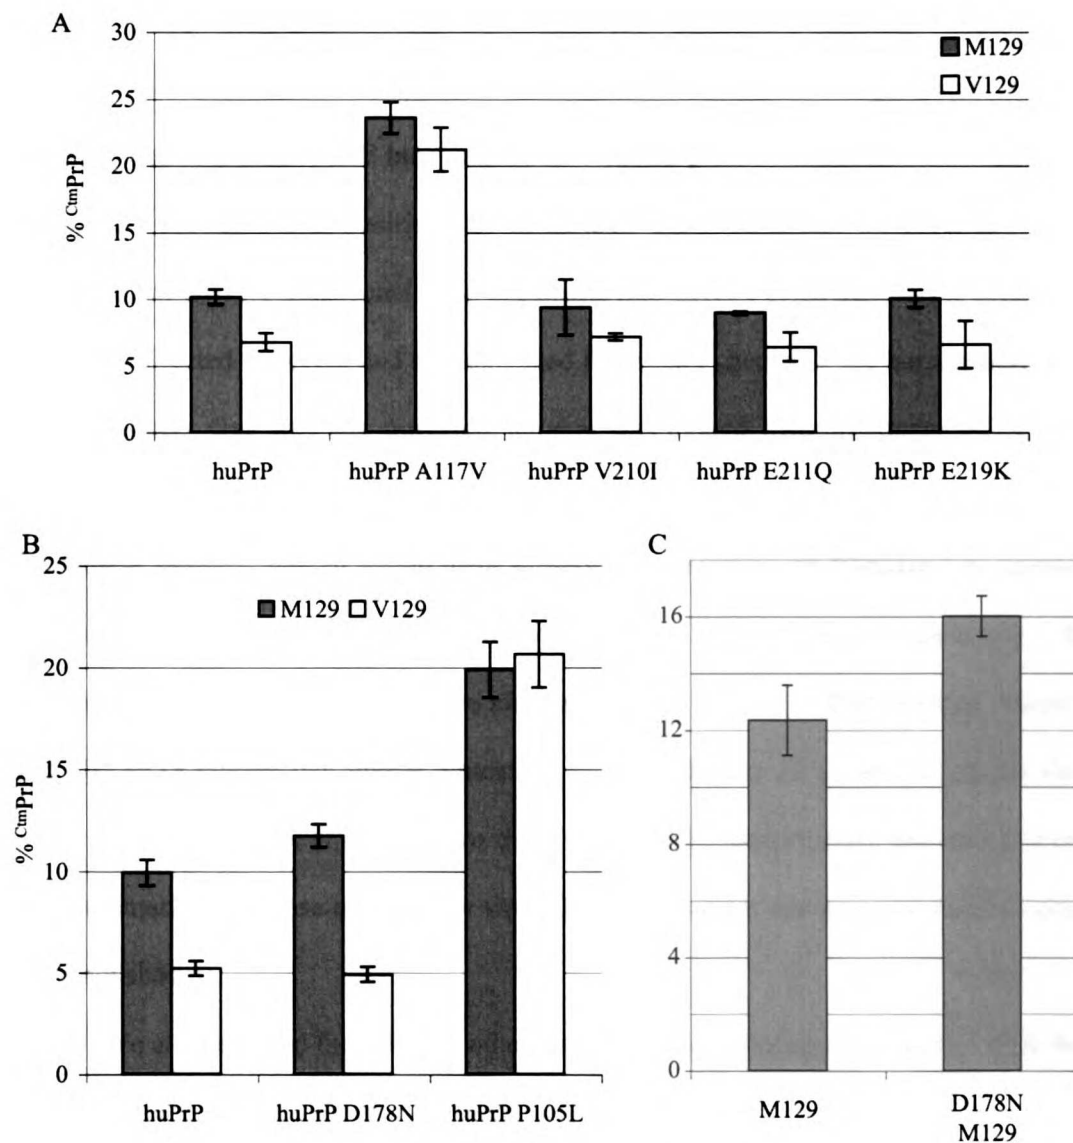 A
30
25
20
15
10
5
0
% CtmPrP
M129
V129
huPrP
huPrP A117V
huPrP V210I
huPrP E211Q
huPrP E219K
B
25
20
15
10
5
0
% CtmPrP
M129 V129
huPrP
huPrP D178N
huPrP P105L
C
16
12
8
4
0
M129
D178N
M129